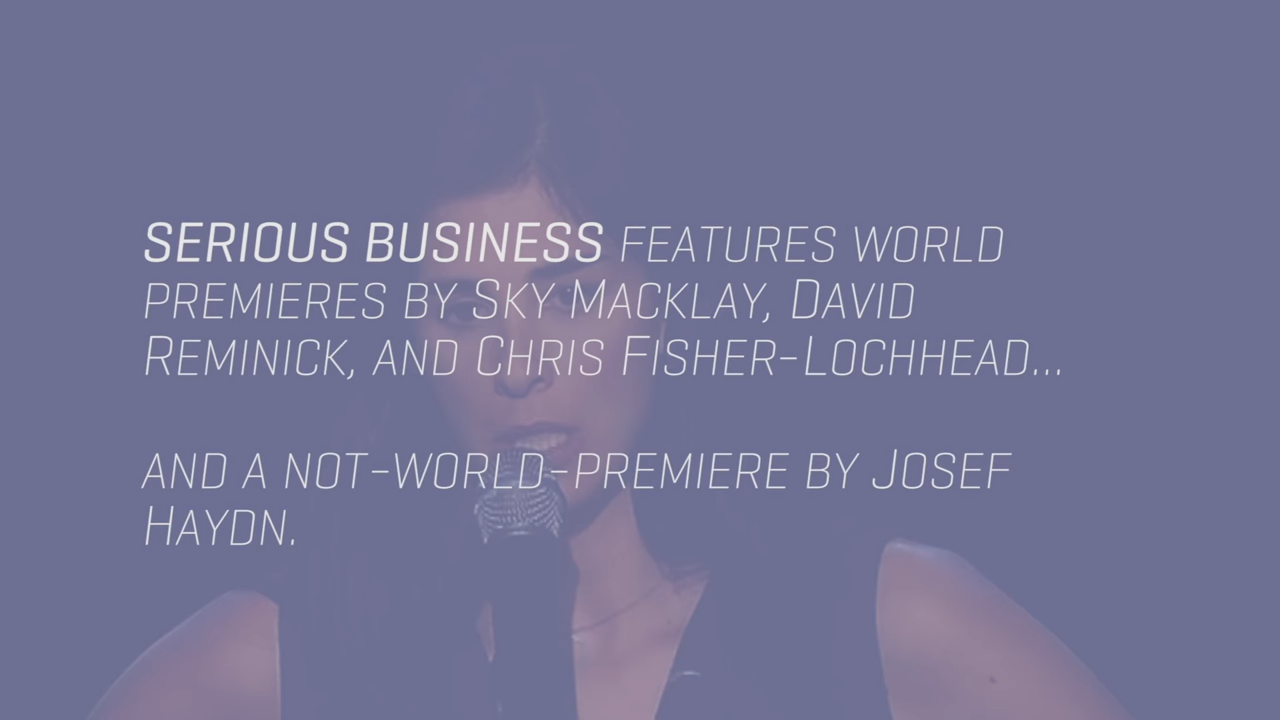 SERIOUS BUSINESS FEATURES WORLD
PREMIERES BY SKY MACKLAY, DAVID
REMINICK, AND CHRIS FISHER-LOCHHEAD...
AND A NOT-WORLD-PREMIERE BY JOSEF
HAYDN.